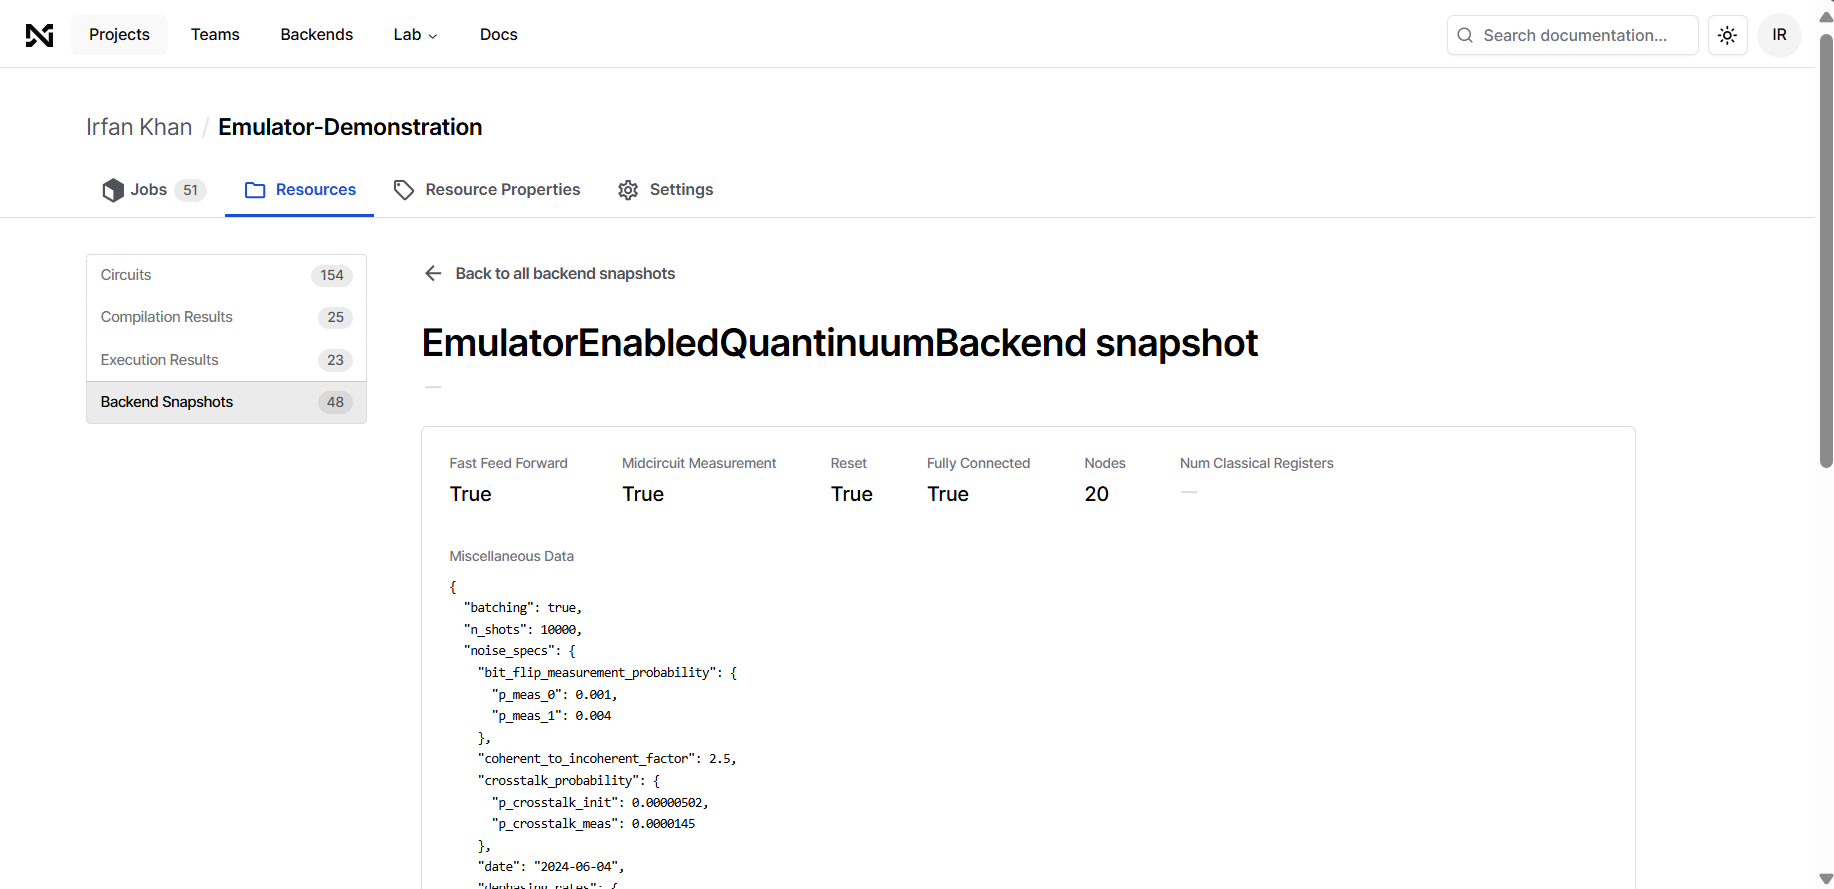 Projects Teams Backends Lab Docs Search documentation... IR
Irfan Khan / Emulator-Demonstration
Jobs 51 Resources Resource Properties Settings
Circuits 154
Compilation Results 25
Execution Results 23
Backend Snapshots 48
Back to all backend snapshots
EmulatorEnabledQuantinuumBackend snapshot
—
Fast Feed Forward Midcircuit Measurement Reset Fully Connected Nodes Num Classical Registers
True True True True 20 —
Miscellaneous Data
{
"batching": true,
"n_shots": 10000,
"noise_specs": {
"bit_flip_measurement_probability": {
"p_meas_0": 0.001,
"p_meas_1": 0.004
},
"coherent_to_incoherent_factor": 2.5,
"crosstalk_probability": {
"p_crosstalk_init": 0.00000502,
"p_crosstalk_meas": 0.0000145
},
"date": "2024-06-04",
"dephasing_rates": {